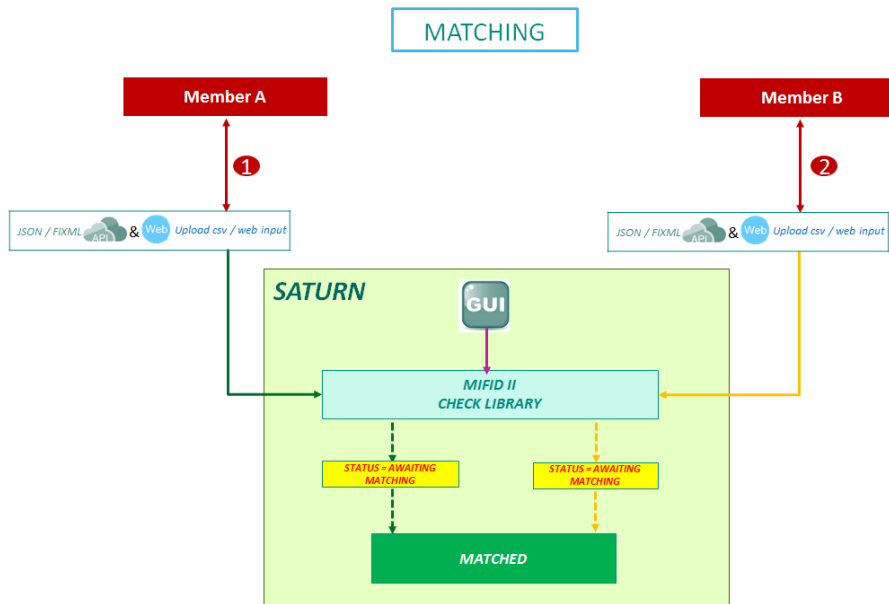 MATCHING
Member A
Member B
1
2
JSON / FIXML API & Web Upload csv / web input
JSON / FIXML API & Web Upload csv / web input
SATURN
GUI
MIFID II
CHECK LIBRARY
STATUS = AWAITING
MATCHING
STATUS = AWAITING
MATCHING
MATCHED